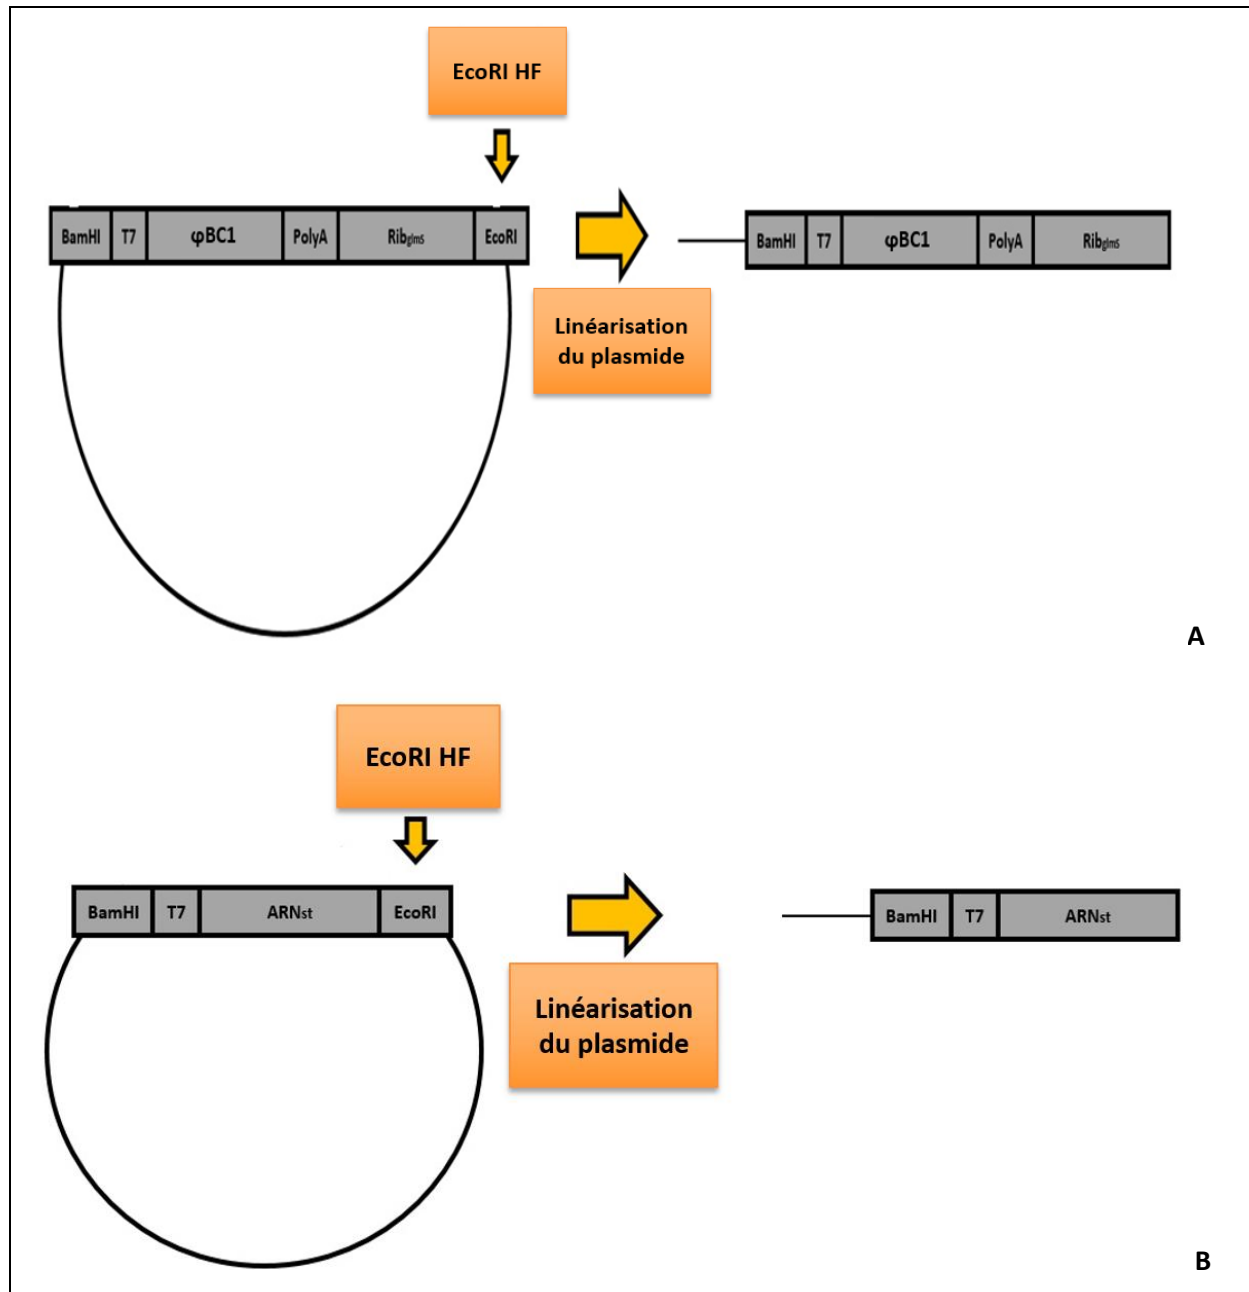 EcoRI HF
BamHI T7 φBC1 PolyA RibglmS EcoRI
BamHI T7 φBC1 PolyA RibglmS
Linéarisation
du plasmide
A
EcoRI HF
BamHI T7 ARNst EcoRI
BamHI T7 ARNst
Linéarisation
du plasmide
B